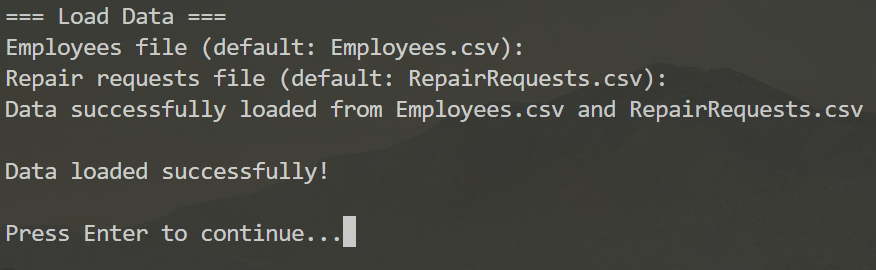 === Load Data ===
Employees file (default: Employees.csv):
Repair requests file (default: RepairRequests.csv):
Data successfully loaded from Employees.csv and RepairRequests.csv
Data loaded successfully!
Press Enter to continue...